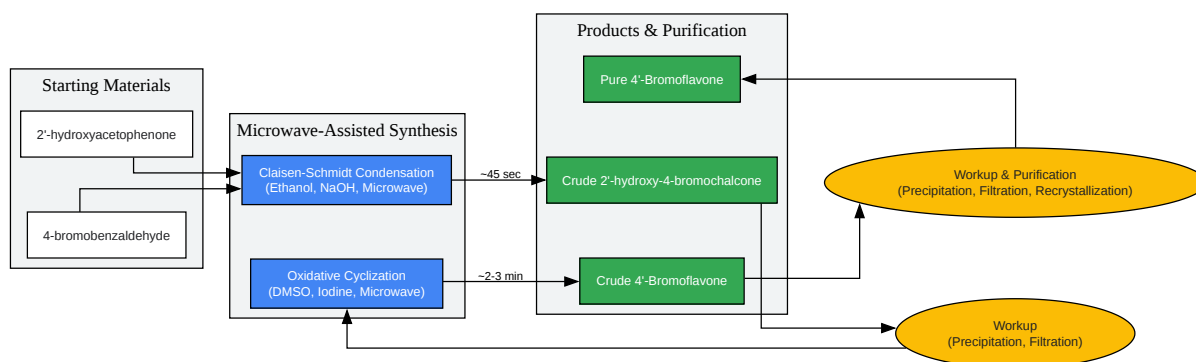 Starting Materials
2'-hydroxyacetophenone
4-bromobenzaldehyde
Microwave-Assisted Synthesis
Claisen-Schmidt Condensation
(Ethanol, NaOH, Microwave)
Oxidative Cyclization
(DMSO, Iodine, Microwave)
~45 sec
~2-3 min
Products & Purification
Pure 4'-Bromoflavone
Crude 2'-hydroxy-4-bromochalcone
Crude 4'-Bromoflavone
Workup & Purification
(Precipitation, Filtration, Recrystallization)
Workup
(Precipitation, Filtration)